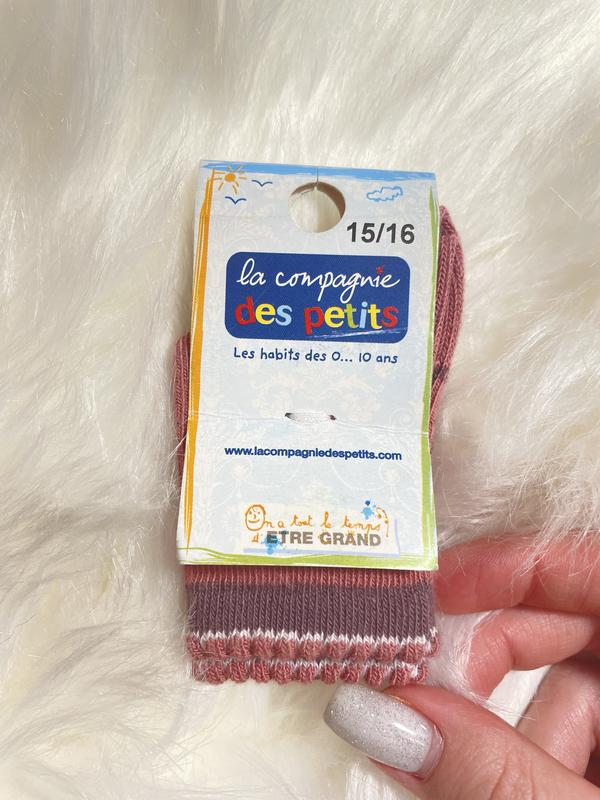 15/16
la compagnie
des petits
Les habits des 0... 10 ans
www.lacompagniedespetits.com
On a tout le temps
d'ETRE GRAND